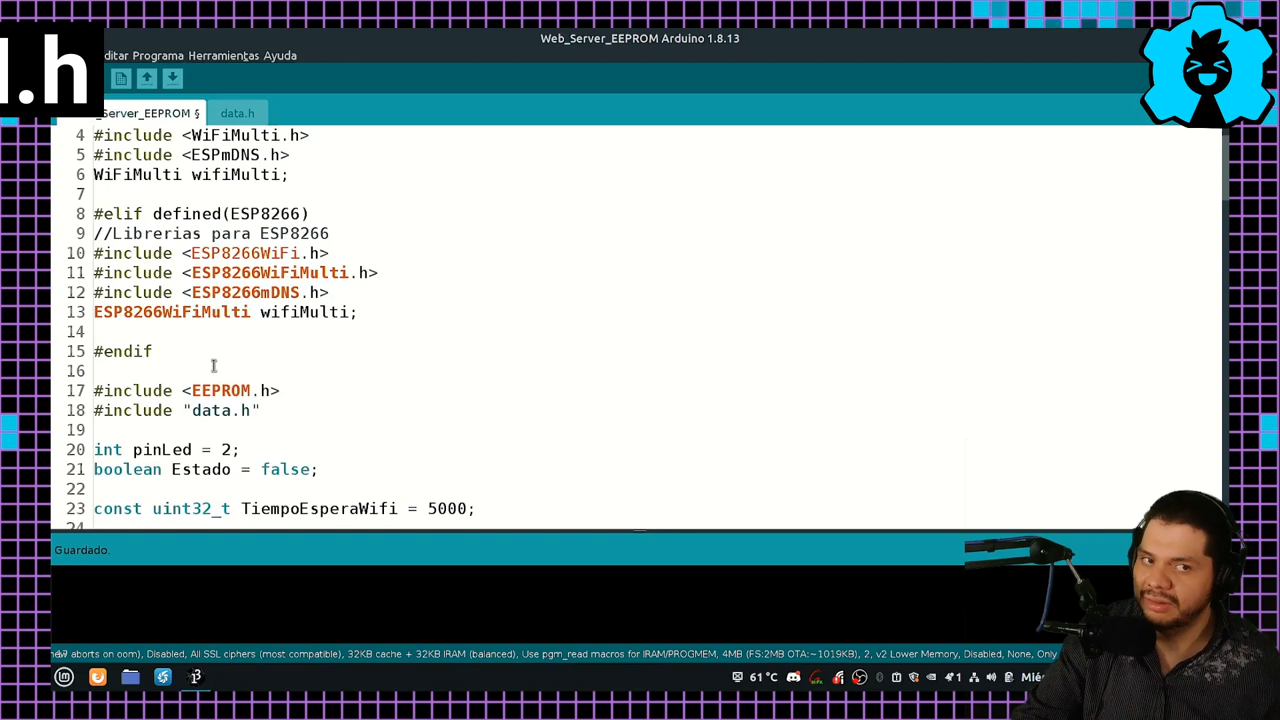 Web_Server_EEPROM Arduino 1.8.13
l.h
ditar Programa Herramientas Ayuda
_Server_EEPROM §
data.h
4 #include <WiFiMulti.h>
5 #include <ESPmDNS.h>
6 WiFiMulti wifiMulti;
7
8 #elif defined(ESP8266)
9 //Librerias para ESP8266
10 #include <ESP8266WiFi.h>
11 #include <ESP8266WiFiMulti.h>
12 #include <ESP8266mDNS.h>
13 ESP8266WiFiMulti wifiMulti;
14
15 #endif
16
17 #include <EEPROM.h>
18 #include "data.h"
19
20 int pinLed = 2;
21 boolean Estado = false;
22
23 const uint32_t TiempoEsperaWifi = 5000;
24
Guardado.
aborts on oom), Disabled, All SSL ciphers (most compatible), 32KB cache + 32KB IRAM (balanced), Use pgm_read macros for IRAM/PROGMEM, 4MB (FS:2MB OTA:~1019KB), 2, v2 Lower Memory, Disabled, None, Only
61°C
1
Mié